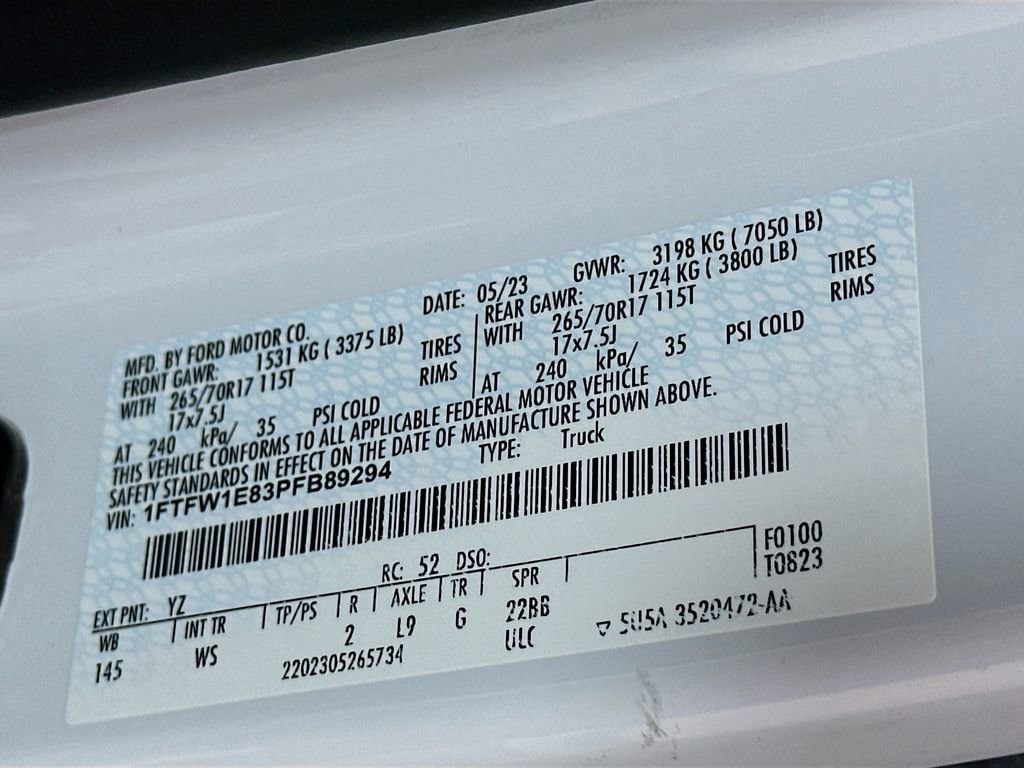 MFD. BY FORD MOTOR CO.
DATE: 05/23 GVWR: 3198 KG ( 7050 LB)
FRONT GAWR: 1531 KG ( 3375 LB)
REAR GAWR: 1724 KG ( 3800 LB)
WITH 265/70R17 115T TIRES
WITH 265/70R17 115T TIRES
17x7.5J RIMS
17x7.5J RIMS
AT 240 kPa/ 35 PSI COLD
AT 240 kPa/ 35 PSI COLD
THIS VEHICLE CONFORMS TO ALL APPLICABLE FEDERAL MOTOR VEHICLE
SAFETY STANDARDS IN EFFECT ON THE DATE OF MANUFACTURE SHOWN ABOVE.
VIN: 1FTFW1E83PFB89294 TYPE: Truck
F0100
T0823
EXT PNT: YZ RC: 52 DSO:
WB INT TR TP/PS R AXLE TR SPR
145 WS 2 L9 G 22BB
2202305265734 ULC
5U5A 3520472-AA